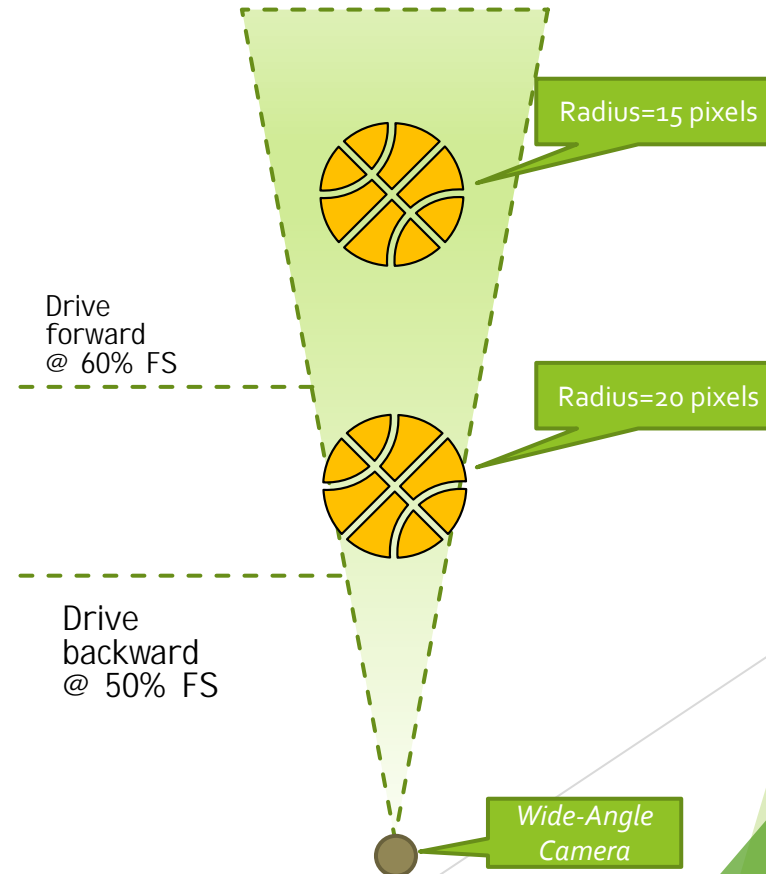 Radius=15 pixels
Drive
forward
@ 60% FS
Radius=20 pixels
Drive
backward
@ 50% FS
Wide-Angle
Camera